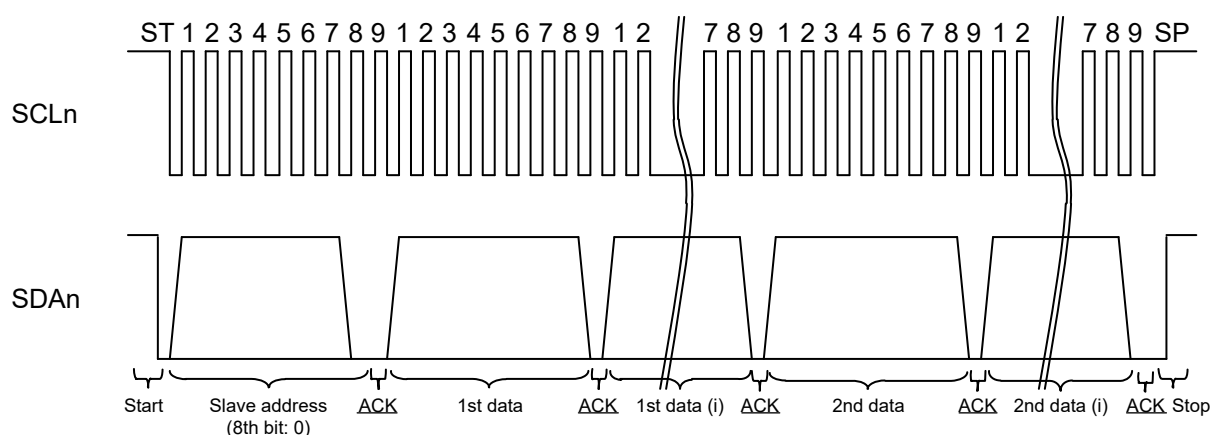 ST 1 2 3 4 5 6 7 8 9 1 2 3 4 5 6 7 8 9 1 2 7 8 9 1 2 3 4 5 6 7 8 9 1 2 7 8 9 SP
SCLn
SDAn
Start Slave address ACK 1st data ACK 1st data (i) ACK 2nd data ACK 2nd data (i) ACK Stop
(8th bit: 0)